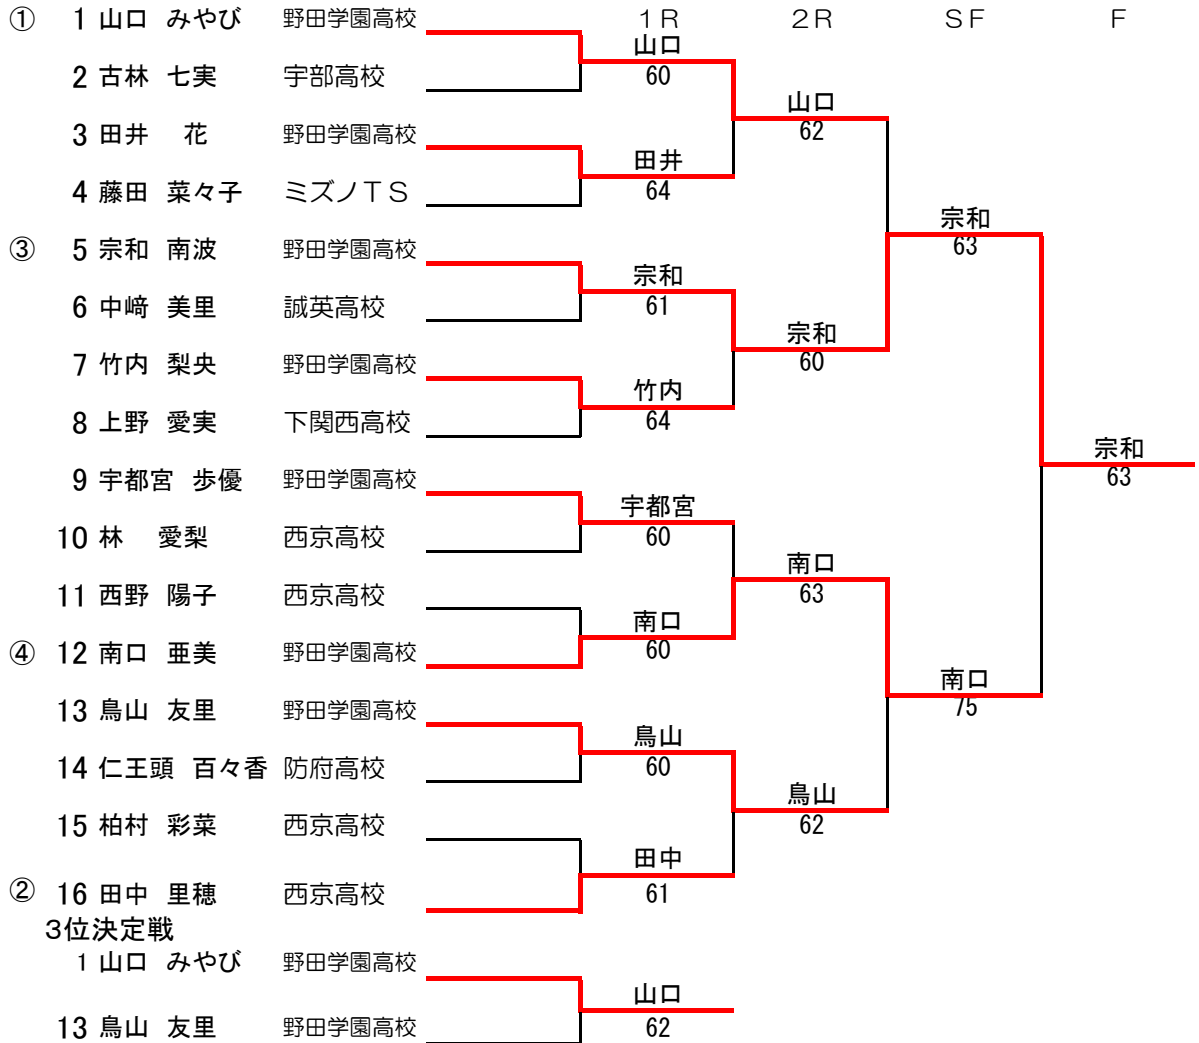 ① 1 山口 みやび 野田学園高校 1R 2R SF F
山口
2 古林 七実 宇部高校 60
山口
62
3 田井 花 野田学園高校
田井
4 藤田 菜々子 ミズノTS 64
宗和
③ 5 宗和 南波 野田学園高校 63
宗和
6 中﨑 美里 誠英高校 61
宗和
7 竹内 梨央 野田学園高校 60
竹内
8 上野 愛実 下関西高校 64
宗和
9 宇都宮 歩優 野田学園高校 63
宇都宮
10 林 愛梨 西京高校 60
南口
11 西野 陽子 西京高校 63
南口
④ 12 南口 亜美 野田学園高校 60
南口
13 鳥山 友里 野田学園高校 75
鳥山
14 仁王頭 百々香 防府高校 60
鳥山
15 柏村 彩菜 西京高校 62
田中
② 16 田中 里穂 西京高校 61
3位決定戦
1 山口 みやび 野田学園高校
山口
13 鳥山 友里 野田学園高校 62